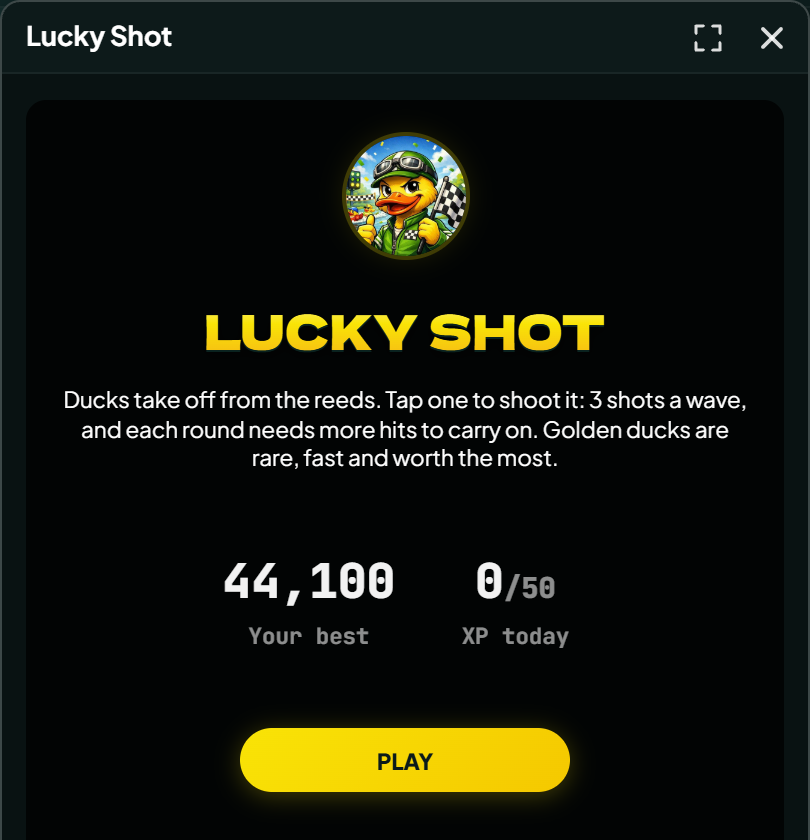 Lucky Shot
LUCKY SHOT
Ducks take off from the reeds. Tap one to shoot it: 3 shots a wave,
and each round needs more hits to carry on. Golden ducks are
rare, fast and worth the most.
44,100 0/50
Your best XP today
PLAY